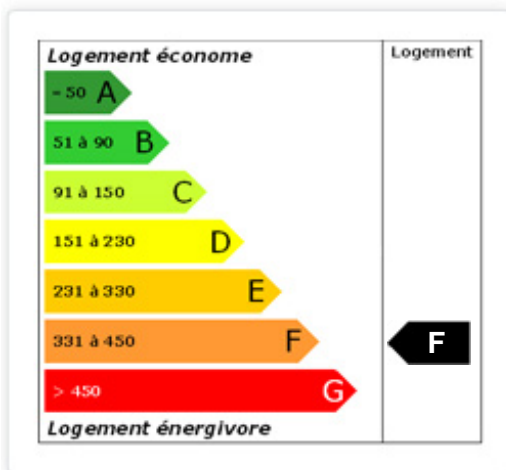 Logement économe
Logement
- 50 A
51 à 90 B
91 à 150 C
151 à 230 D
231 à 330 E
331 à 450 F
F
> 450 G
Logement énergivore